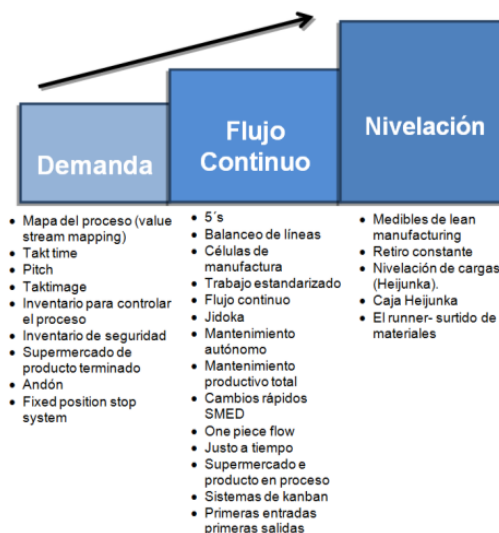 Demanda
Flujo
Continuo
Nivelación
• Mapa del proceso (value
stream mapping)
• Takt time
• Pitch
• Taktimage
• Inventario para controlar
el proceso
• Inventario de seguridad
• Supermercado de
producto terminado
• Andón
• Fixed position stop
system
• 5´s
• Balanceo de líneas
• Células de
manufactura
• Trabajo estandarizado
• Flujo continuo
• Jidoka
• Mantenimiento
autónomo
• Mantenimiento
productivo total
• Cambios rápidos
SMED
• One piece flow
• Justo a tiempo
• Supermercado e
producto en proceso
• Sistemas de kanban
• Primeras entradas
primeras salidas
• Medibles de lean
manufacturing
• Retiro constante
• Nivelación de cargas
(Heijunka).
• Caja Heijunka
• El runner- surtido de
materiales